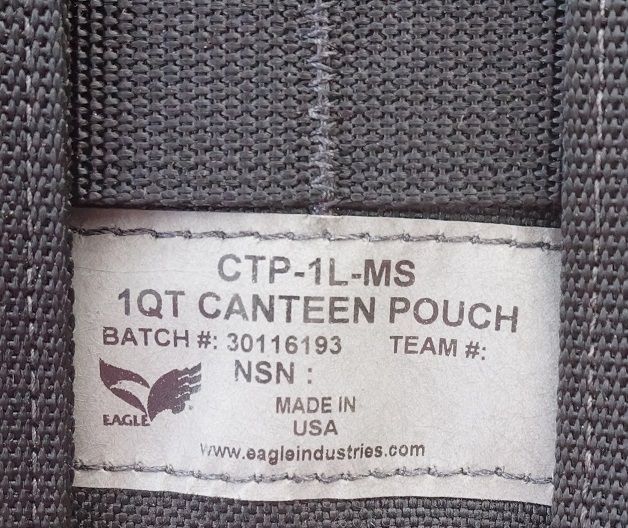 CTP-1L-MS
1QT CANTEEN POUCH
BATCH #: 30116193 TEAM #:
NSN :
EAGLE
MADE IN
USA
www.eagleindustries.com